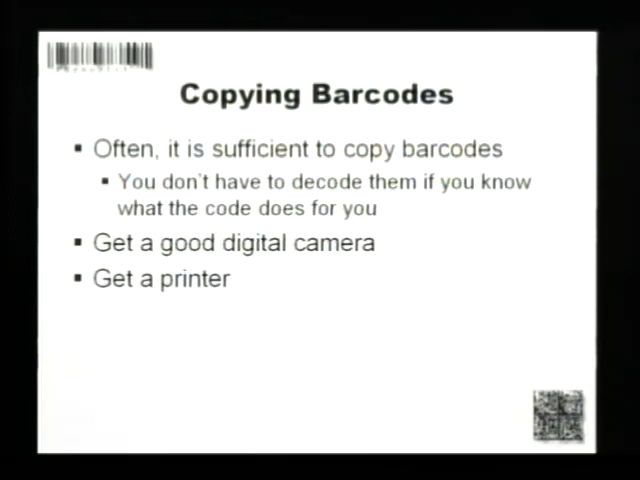 Copying Barcodes
▪ Often, it is sufficient to copy barcodes
▪ You don't have to decode them if you know
what the code does for you
▪ Get a good digital camera
▪ Get a printer